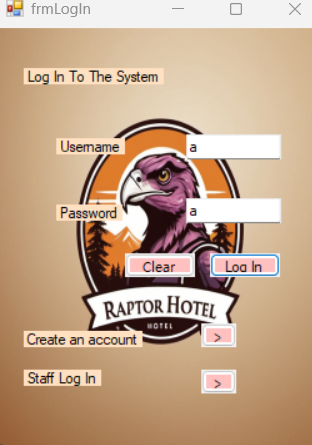 frmLogIn
Log In To The System
Username a
Password a
Clear Log In
RAPTOR HOTEL
HOTEL
Create an account >
Staff Log In >